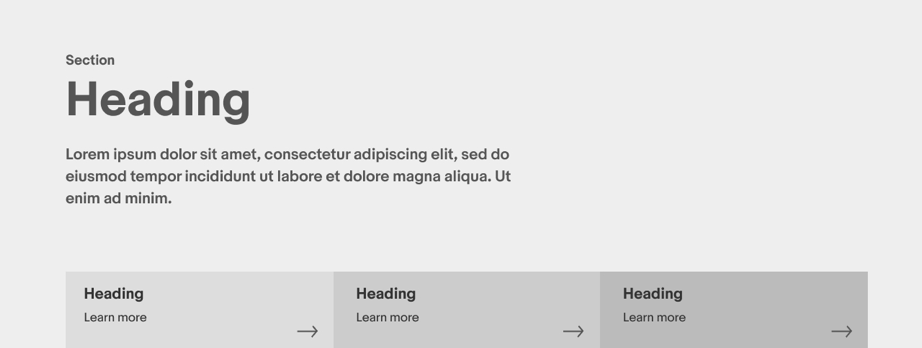 Section
Heading
Lorem ipsum dolor sit amet, consectetur adipiscing elit, sed do
eiusmod tempor incididunt ut labore et dolore magna aliqua. Ut
enim ad minim.
Heading
Learn more
Heading
Learn more
Heading
Learn more